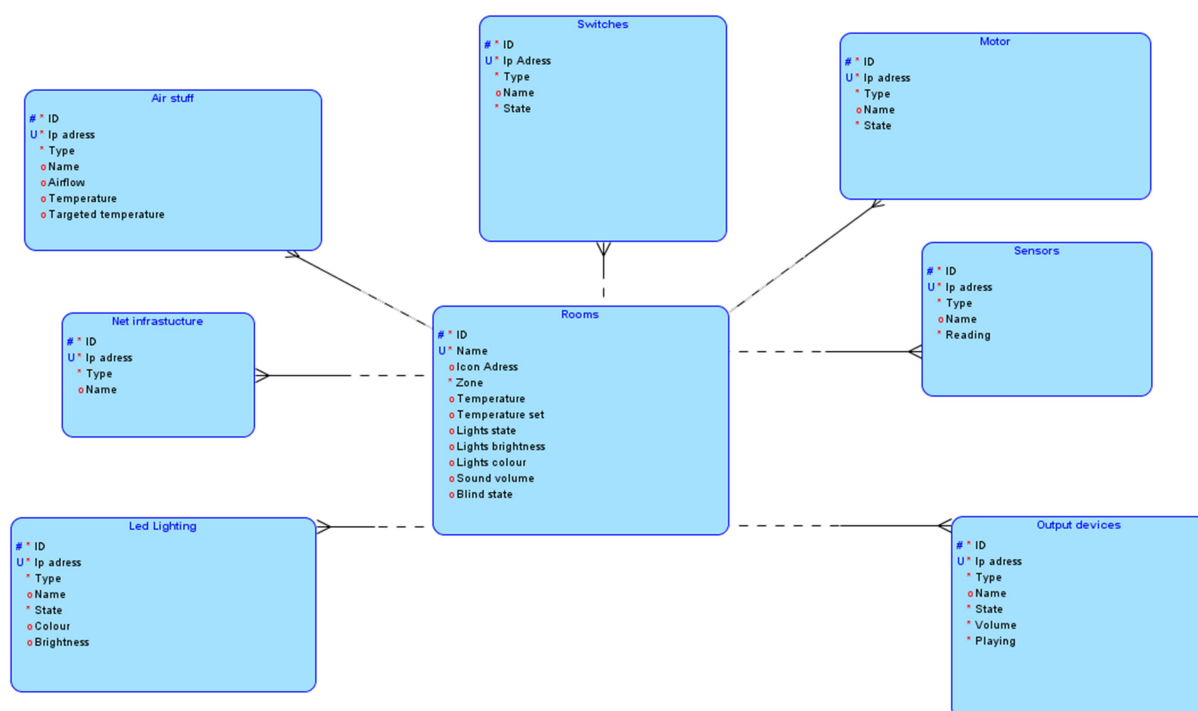 Switches
# * ID
U * Ip Adress
* Type
o Name
* State
Motor
# * ID
U * Ip adress
* Type
o Name
* State
Air stuff
# * ID
U * Ip adress
* Type
o Name
o Airflow
o Temperature
o Targeted temperature
Sensors
# * ID
U * Ip adress
* Type
o Name
* Reading
Net infrastucture
# * ID
U * Ip adress
* Type
o Name
Rooms
# * ID
U * Name
o Icon Adress
* Zone
o Temperature
o Temperature set
o Lights state
o Lights brightness
o Lights colour
o Sound volume
o Blind state
Led Lighting
# * ID
U * Ip adress
* Type
o Name
* State
o Colour
o Brightness
Output devices
# * ID
U * Ip adress
* Type
o Name
* State
* Volume
* Playing